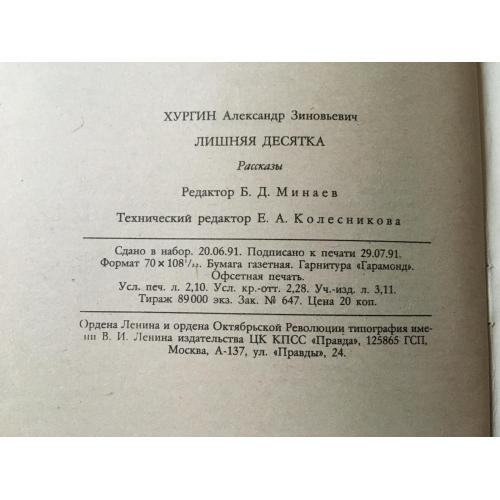 ХУРГИН Александр Зиновьевич
ЛИШНЯЯ ДЕСЯТКА
Рассказы
Редактор Б. Д. Минаев
Технический редактор Е. А. Колесникова
Сдано в набор. 20.06.91. Подписано к печати 29.07.91.
Формат 70×108¹/₃₂. Бумага газетная. Гарнитура «Гарамонд».
Офсетная печать.
Усл. печ. л. 2,10. Усл. кр.-отт. 2,28. Уч.-изд. л. 3,11.
Тираж 89 000 экз. Зак. № 647. Цена 20 коп.
Ордена Ленина и ордена Октябрьской Революции типография име-
ни В. И. Ленина издательства ЦК КПСС «Правда», 125865 ГСП,
Москва, А-137, ул. «Правды», 24.